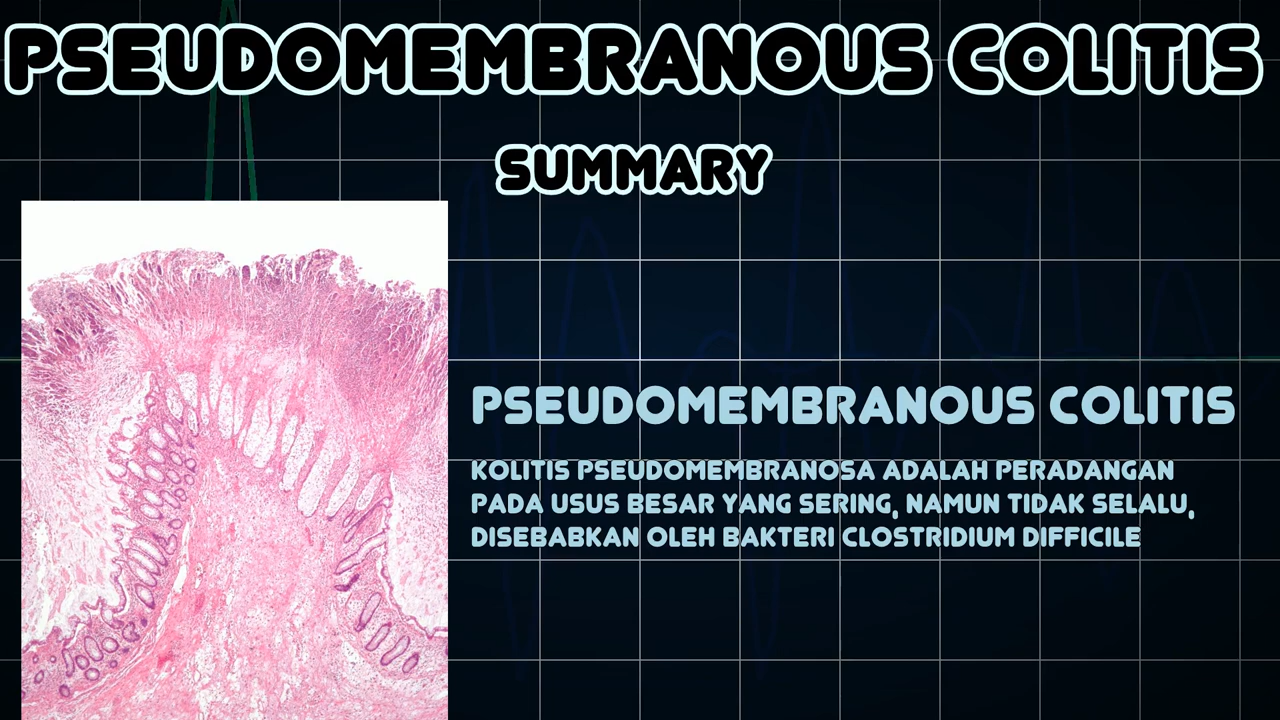 PSEUDOMEMBRANOUS COLITIS
SUMMARY
PSEUDOMEMBRANOUS COLITIS
KOLITIS PSEUDOMEMBRANOSA ADALAH PERADANGAN
PADA USUS BESAR YANG SERING, NAMUN TIDAK SELALU,
DISEBABKAN OLEH BAKTERI CLOSTRIDIUM DIFFICILE